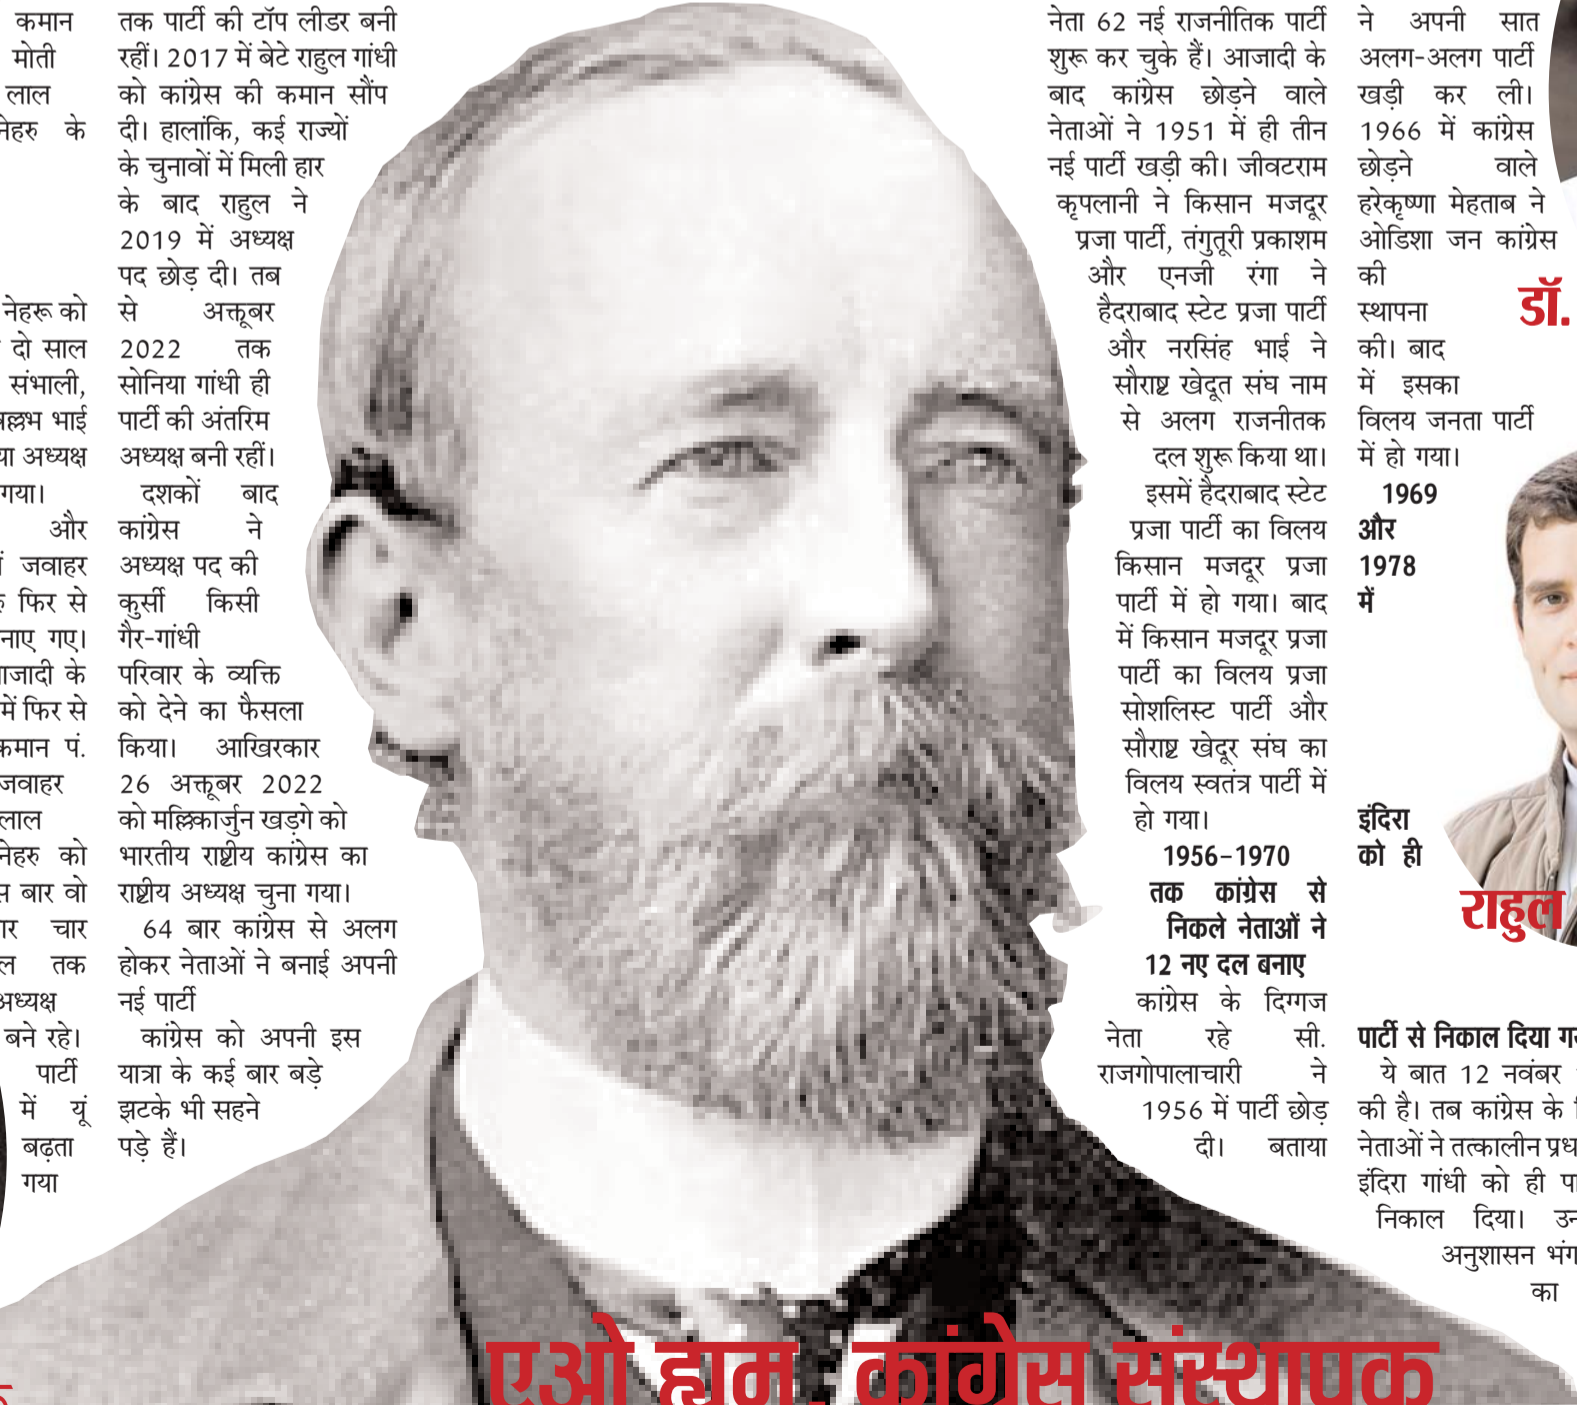 कमान
मोती
लाल
नेहरु के
नेहरू को
दो साल
संभाली,
भाई
अध्यक्ष
गया।
और
जवाहर
फिर से
गए।
के
में फिर से
पं.
जवाहर
लाल
नेहरु को
बार वो
चार
तक
अध्यक्ष
बने रहे।
पार्टी
में यूं
बढ़ता
गया
तक पार्टी की टॉप लीडर बनी
रहीं। 2017 में बेटे राहुल गांधी
को कांग्रेस की कमान सौंप
दी। हालांकि, कई राज्यों
के चुनावों में मिली हार
के बाद राहुल ने
2019 में अध्यक्ष
पद छोड़ दी। तब
से अक्तूबर
2022 तक
सोनिया गांधी ही
पार्टी की अंतरिम
अध्यक्ष बनी रहीं।
दशकों बाद
कांग्रेस ने
अध्यक्ष पद की
कुर्सी किसी
गैर-गांधी
परिवार के व्यक्ति
को देने का फैसला
किया। आखिरकार
26 अक्तूबर 2022
को मल्लिकार्जुन खड़गे को
भारतीय राष्ट्रीय कांग्रेस का
राष्ट्रीय अध्यक्ष चुना गया।
64 बार कांग्रेस से अलग
होकर नेताओं ने बनाई अपनी
नई पार्टी
कांग्रेस को अपनी इस
यात्रा के कई बार बड़े
झटके भी सहने
पड़े हैं।
नेता 62 नई राजनीतिक पार्टी
शुरू कर चुके हैं। आजादी के
बाद कांग्रेस छोड़ने वाले
नेताओं ने 1951 में ही तीन
नई पार्टी खड़ी की। जीवटराम
कृपलानी ने किसान मजदूर
प्रजा पार्टी, तंगुतूरी प्रकाशम
और एनजी रंगा ने
हैदराबाद स्टेट प्रजा पार्टी
और नरसिंह भाई ने
सौराष्ट्र खेदूत संघ नाम
से अलग राजनीतक
दल शुरू किया था।
इसमें हैदराबाद स्टेट
प्रजा पार्टी का विलय
किसान मजदूर प्रजा
पार्टी में हो गया। बाद
में किसान मजदूर प्रजा
पार्टी का विलय प्रजा
सोशलिस्ट पार्टी और
सौराष्ट्र खेदूर संघ का
विलय स्वतंत्र पार्टी में
हो गया।
1956-1970
तक कांग्रेस से
निकले नेताओं ने
12 नए दल बनाए
कांग्रेस के दिग्गज
नेता रहे सी.
राजगोपालाचारी ने
1956 में पार्टी छोड़
दी। बताया
ने अपनी सात
अलग-अलग पार्टी
खड़ी कर ली।
1966 में कांग्रेस
छोड़ने वाले
हरेकृष्णा मेहताब ने
ओडिशा जन कांग्रेस
की
स्थापना
की। बाद
में इसका
विलय जनता पार्टी
में हो गया।
1969
और
1978
में
इंदिरा
को ही
पार्टी से निकाल दिया
ये बात 12 नवंबर
की है। तब कांग्रेस के
नेताओं ने तत्कालीन
इंदिरा गांधी को ही
निकाल दिया।
अनुशासन भंग
का
डॉ.
राहुल
एओ ह्यूम, कांग्रेस संस्थापक